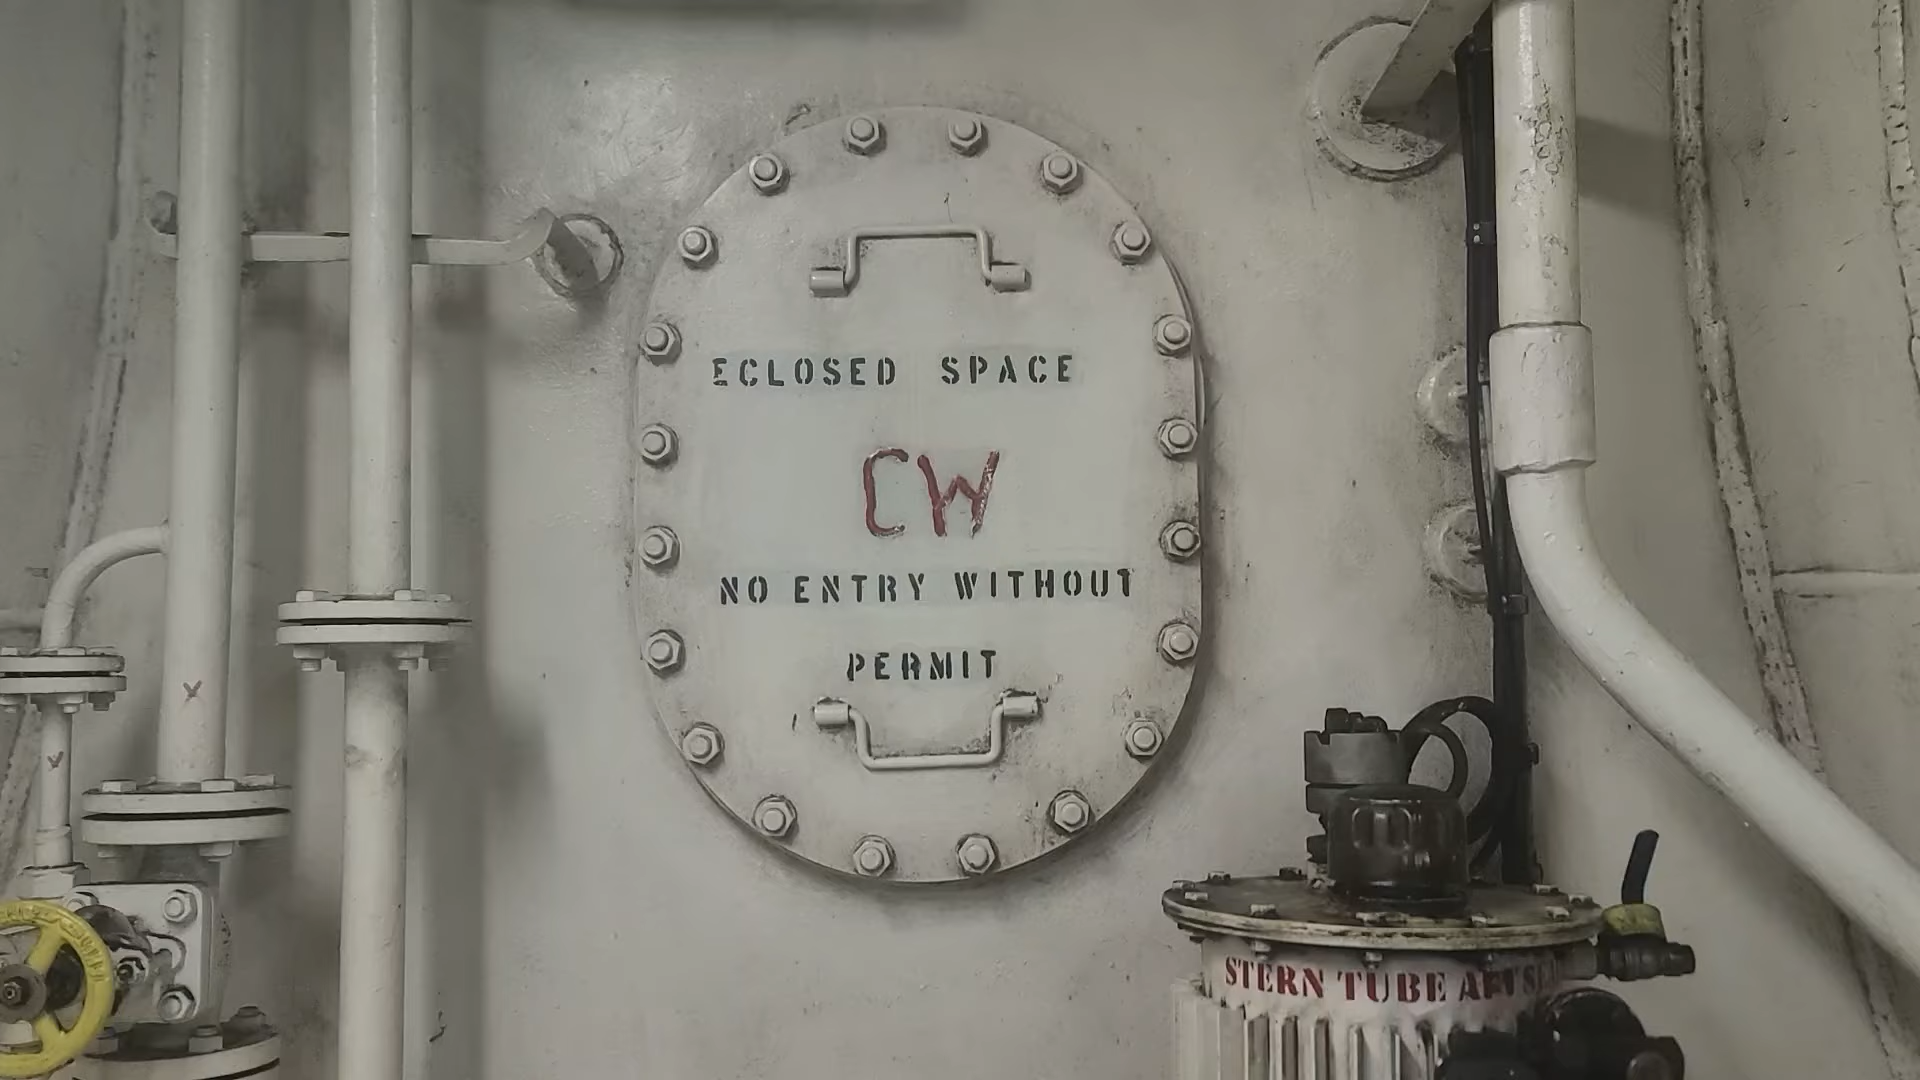 ECLOSED SPACE
CW
NO ENTRY WITHOUT
PERMIT
STERN TUBE AFT